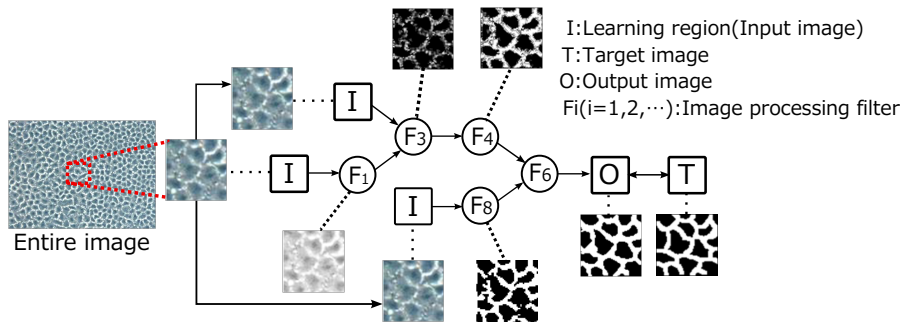 I:Learning region(Input image)
T:Target image
O:Output image
Fi(i=1,2,⋯):Image processing filter
I
F3
F4
I
F1
F6
O
T
I
F8
Entire image